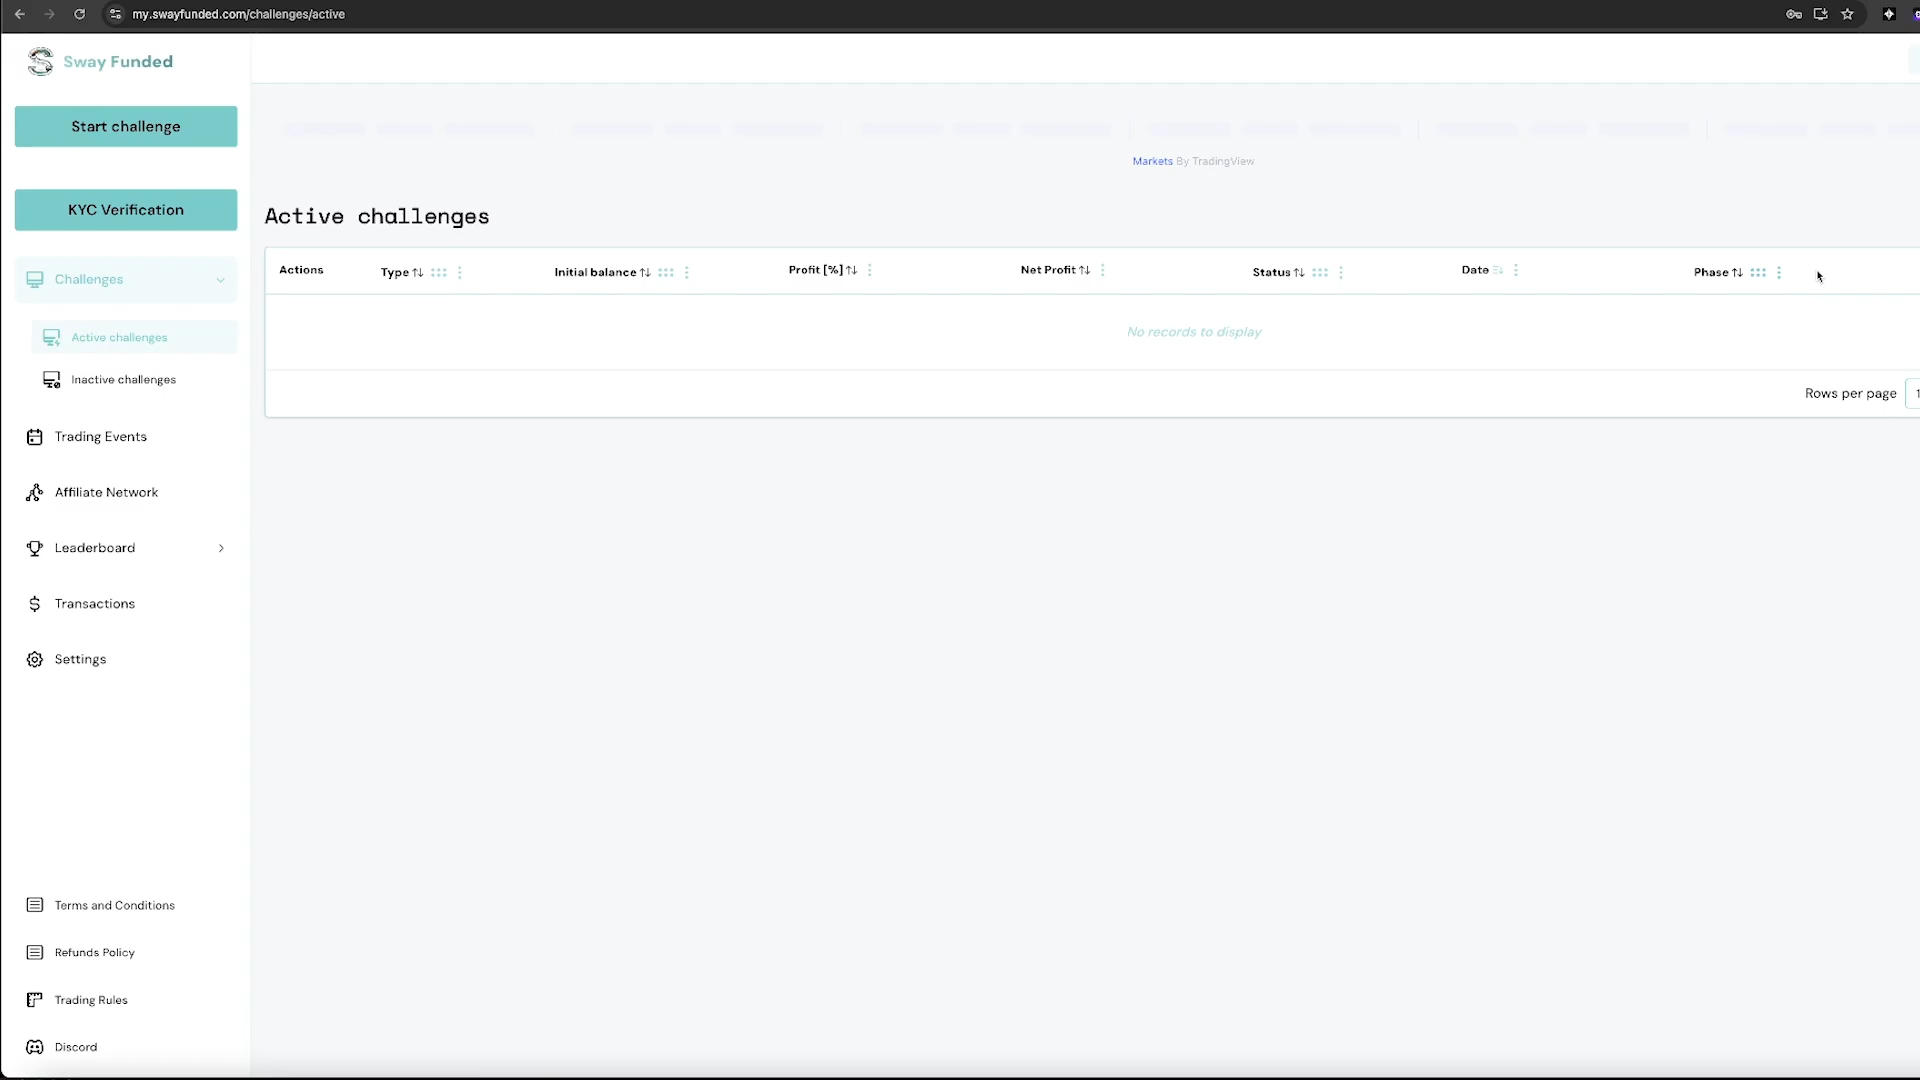 my.swayfunded.com/challenges/active
Sway Funded
Start challenge
KYC Verification
Challenges
Active challenges
Inactive challenges
Trading Events
Affiliate Network
Leaderboard
Transactions
Settings
Terms and Conditions
Refunds Policy
Trading Rules
Discord
Markets By TradingView
Active challenges
Actions Type Initial balance Profit [%] Net Profit Status Date Phase
No records to display
Rows per page